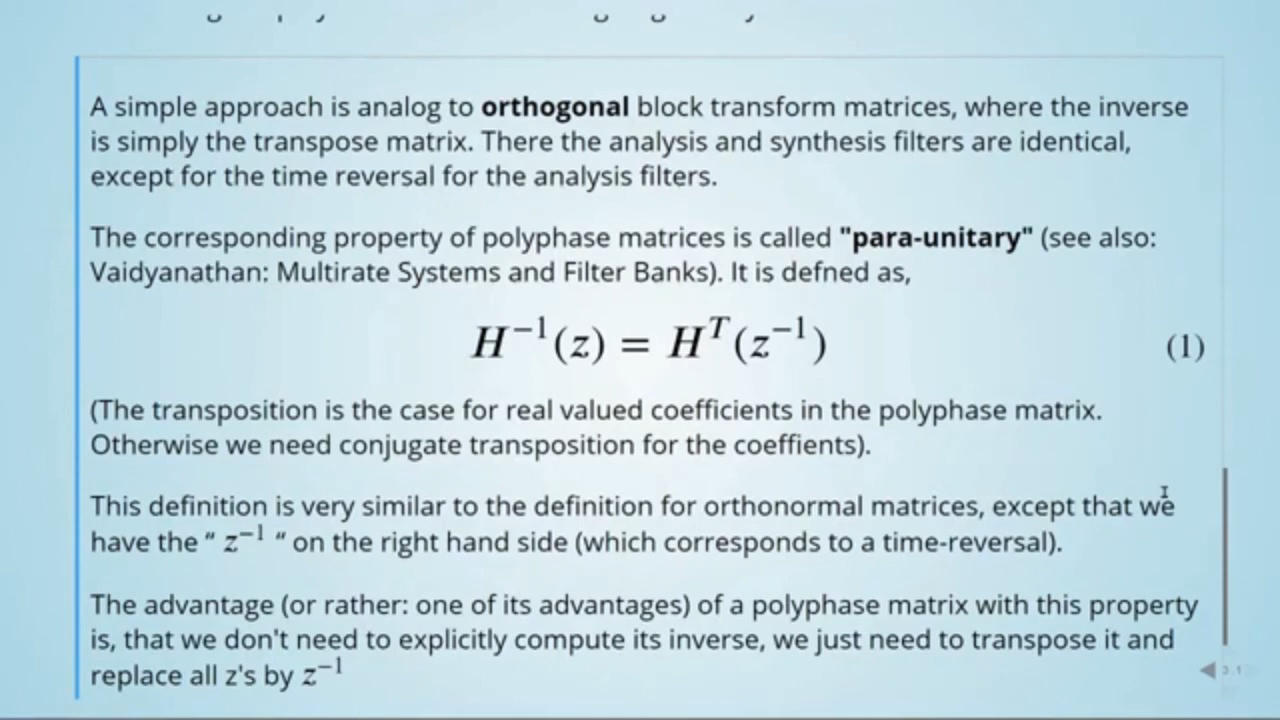 A simple approach is analog to orthogonal block transform matrices, where the inverse
is simply the transpose matrix. There the analysis and synthesis filters are identical,
except for the time reversal for the analysis filters.
The corresponding property of polyphase matrices is called "para-unitary" (see also:
Vaidyanathan: Multirate Systems and Filter Banks). It is defned as,
H⁻¹(z) = Hᵀ(z⁻¹) (1)
(The transposition is the case for real valued coefficients in the polyphase matrix.
Otherwise we need conjugate transposition for the coeffients).
This definition is very similar to the definition for orthonormal matrices, except that we
have the “ z⁻¹ “ on the right hand side (which corresponds to a time-reversal).
The advantage (or rather: one of its advantages) of a polyphase matrix with this property
is, that we don't need to explicitly compute its inverse, we just need to transpose it and
replace all z's by z⁻¹